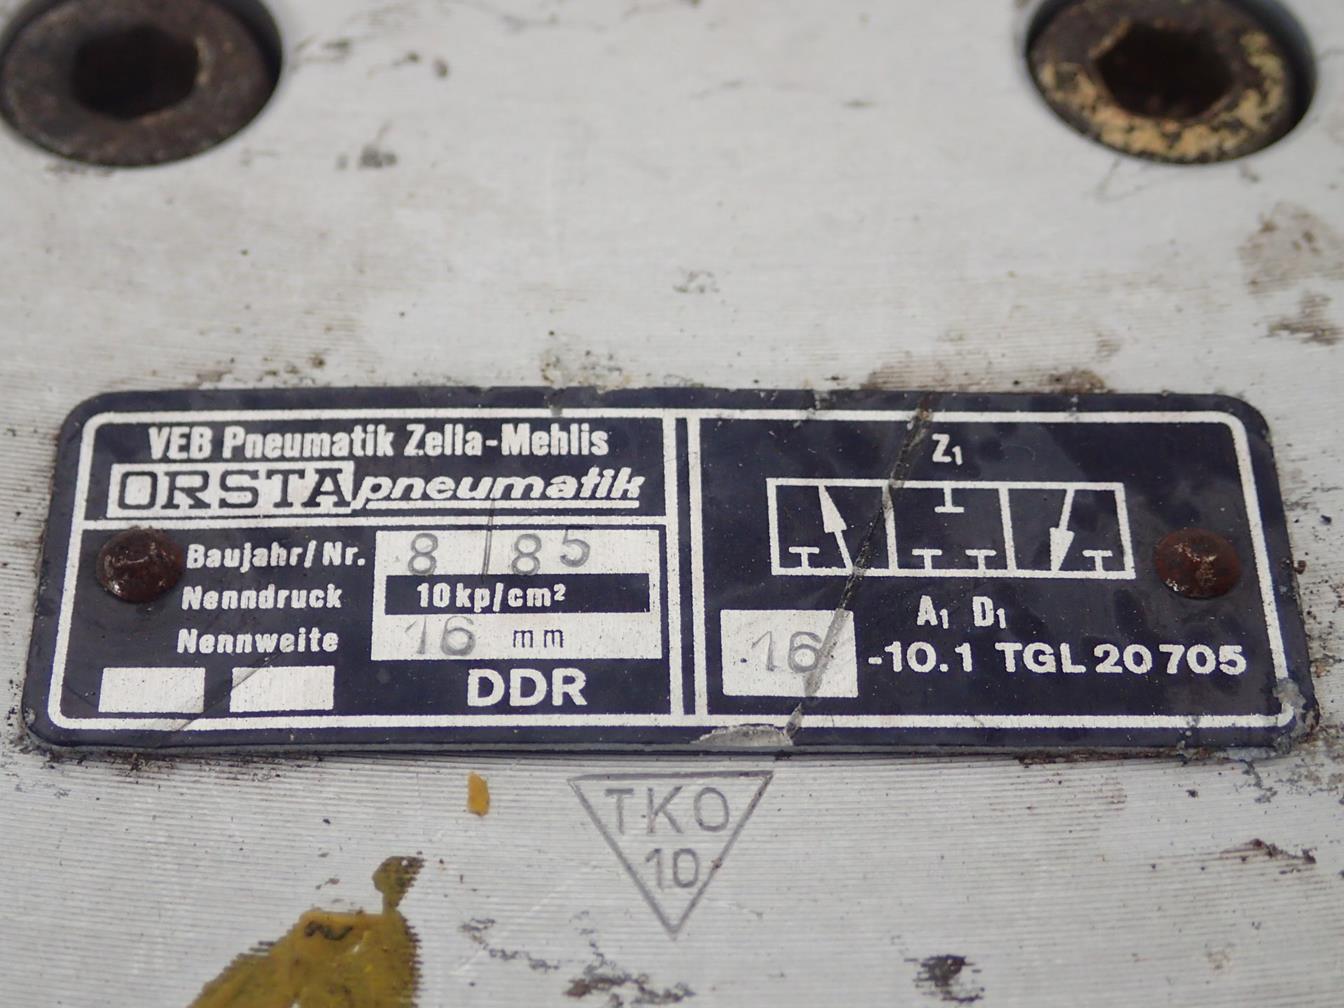 VEB Pneumatik Zella-Mehlis
ORSTA pneumatik
Baujahr/Nr. 8 85
Nenndruck 10kp/cm²
Nennweite 16 mm
DDR
Z₁
A₁ D₁
16 -10.1 TGL 20705
TKO
10